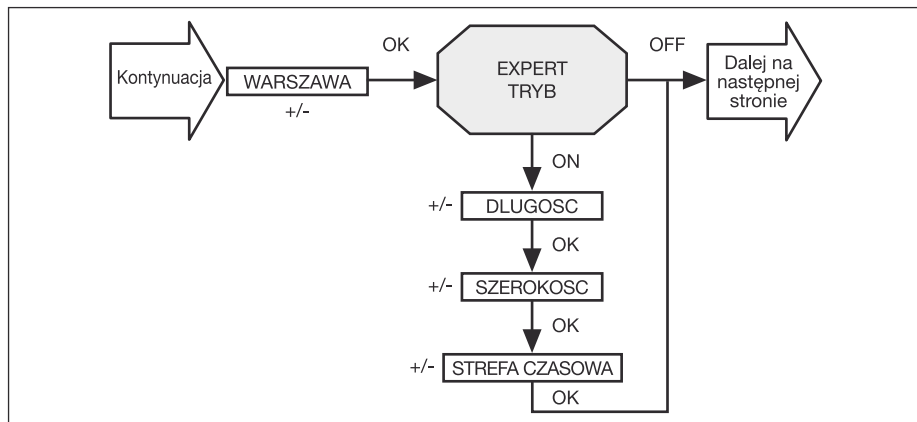 Kontynuacja
WARSZAWA
+/-
OK
EXPERT
TRYB
OFF
Dalej na
następnej
stronie
ON
+/-
DLUGOSC
OK
+/-
SZEROKOSC
OK
+/-
STREFA CZASOWA
OK